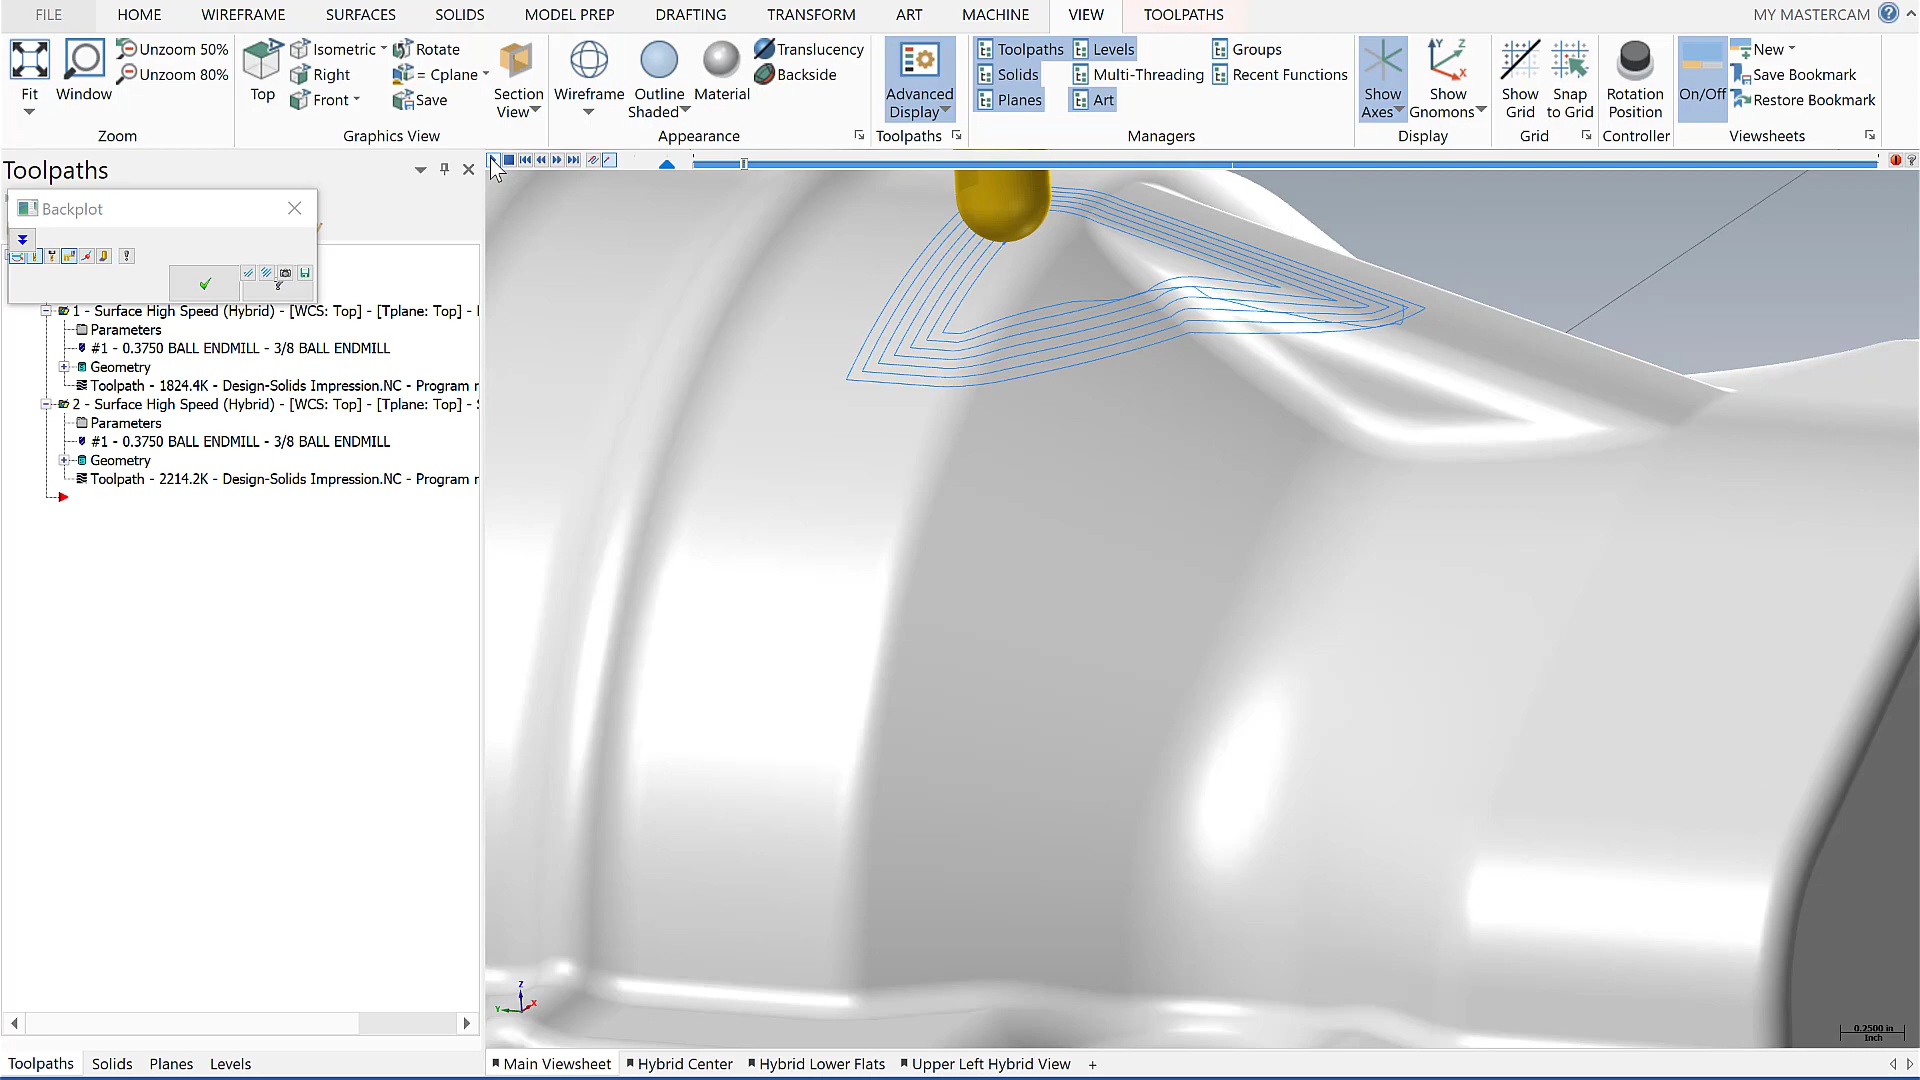 FILE HOME WIREFRAME SURFACES SOLIDS MODEL PREP DRAFTING TRANSFORM ART MACHINE VIEW TOOLPATHS MY MASTERCAM
Fit
Window
Unzoom 50%
Unzoom 80%
Zoom
Top
Isometric
Right
Front
Rotate
= Cplane
Save
Section
View
Graphics View
Wireframe
Outline
Shaded
Material
Translucency
Backside
Appearance
Advanced
Display
Toolpaths
Toolpaths
Solids
Planes
Levels
Multi-Threading
Art
Groups
Recent Functions
Managers
Show
Axes
Show
Gnomons
Display
Show
Grid
Snap
to Grid
Grid
Rotation
Position
Controller
On/Off
New
Save Bookmark
Restore Bookmark
Viewsheets
Toolpaths
Backplot
1 - Surface High Speed (Hybrid) - [WCS: Top] - [Tplane: Top] -
Parameters
#1 - 0.3750 BALL ENDMILL - 3/8 BALL ENDMILL
Geometry
Toolpath - 1824.4K - Design-Solids Impression.NC - Program
2 - Surface High Speed (Hybrid) - [WCS: Top] - [Tplane: Top] -
Parameters
#1 - 0.3750 BALL ENDMILL - 3/8 BALL ENDMILL
Geometry
Toolpath - 2214.2K - Design-Solids Impression.NC - Program
Z
Y X
0.2500 in
Inch
Toolpaths Solids Planes Levels
Main Viewsheet Hybrid Center Hybrid Lower Flats Upper Left Hybrid View +